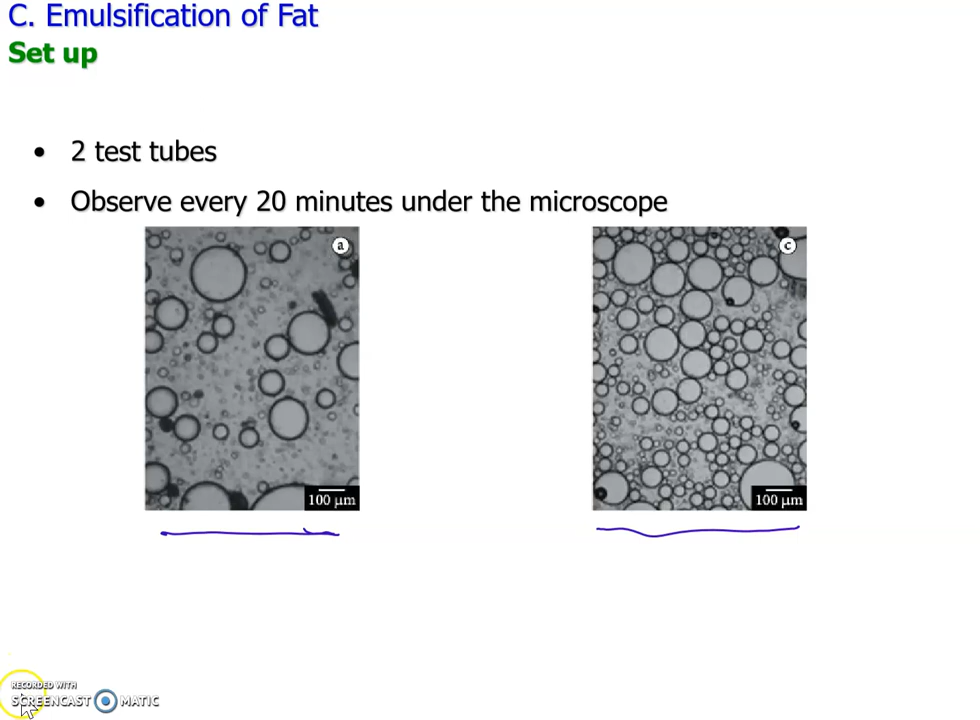 C. Emulsification of Fat
Set up
• 2 test tubes
• Observe every 20 minutes under the microscope
a
c
100 µm
100 µm
RECORDED WITH
SCREENCAST MATIC